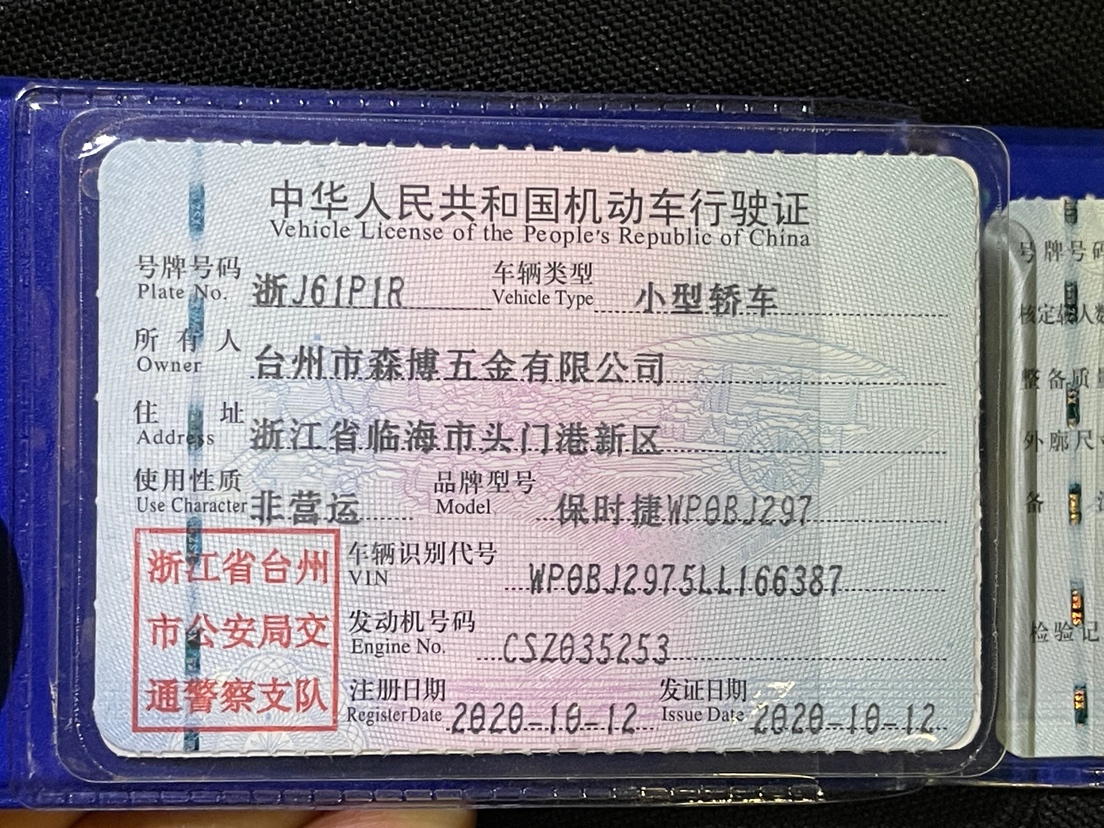 中华人民共和国机动车行驶证
Vehicle License of the People's Republic of China
号牌号码 浙J61P1R 车辆类型 小型轿车
Plate No. Vehicle Type
所有人 台州市森博五金有限公司
Owner
住址 浙江省临海市头门港新区
Address
使用性质 非营运 品牌型号 保时捷WP0BJ297
Use Character Model
浙江省台州
市公安局交
通警察支队
车辆识别代号 WP0BJ2975LL166387
VIN
发动机号码 CSZ035253
Engine No.
注册日期 2020-10-12 发证日期 2020-10-12
Register Date Issue Date
号牌号码
核定载人数
整备质量
外廓尺
备
检验记